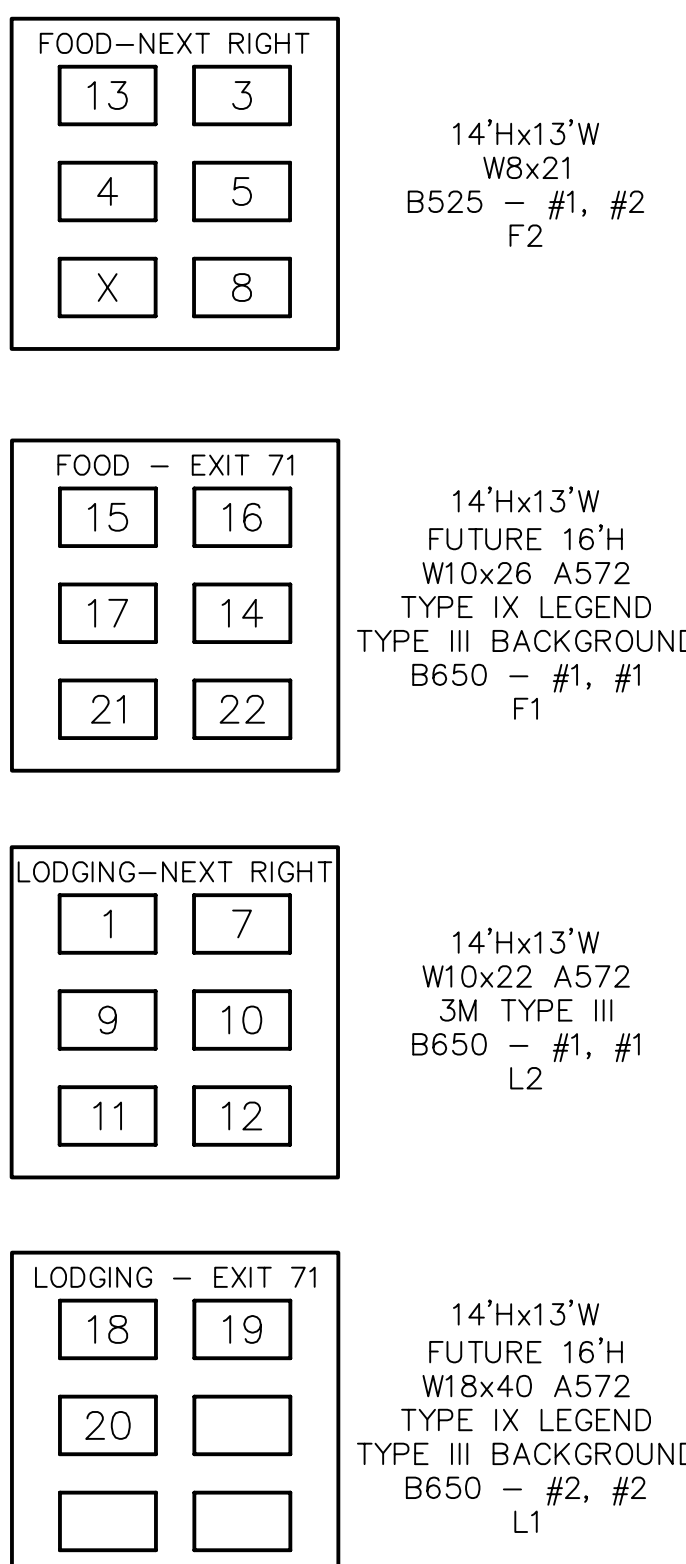 FOOD–NEXT RIGHT
13 3
4 5
X 8
14'Hx13'W
W8x21
B525 – #1, #2
F2
FOOD – EXIT 71
15 16
17 14
21 22
14'Hx13'W
FUTURE 16'H
W10x26 A572
TYPE IX LEGEND
TYPE III BACKGROUND
B650 – #1, #1
F1
LODGING–NEXT RIGHT
1 7
9 10
11 12
14'Hx13'W
W10x22 A572
3M TYPE III
B650 – #1, #1
L2
LODGING – EXIT 71
18 19
20
14'Hx13'W
FUTURE 16'H
W18x40 A572
TYPE IX LEGEND
TYPE III BACKGROUND
B650 – #2, #2
L1